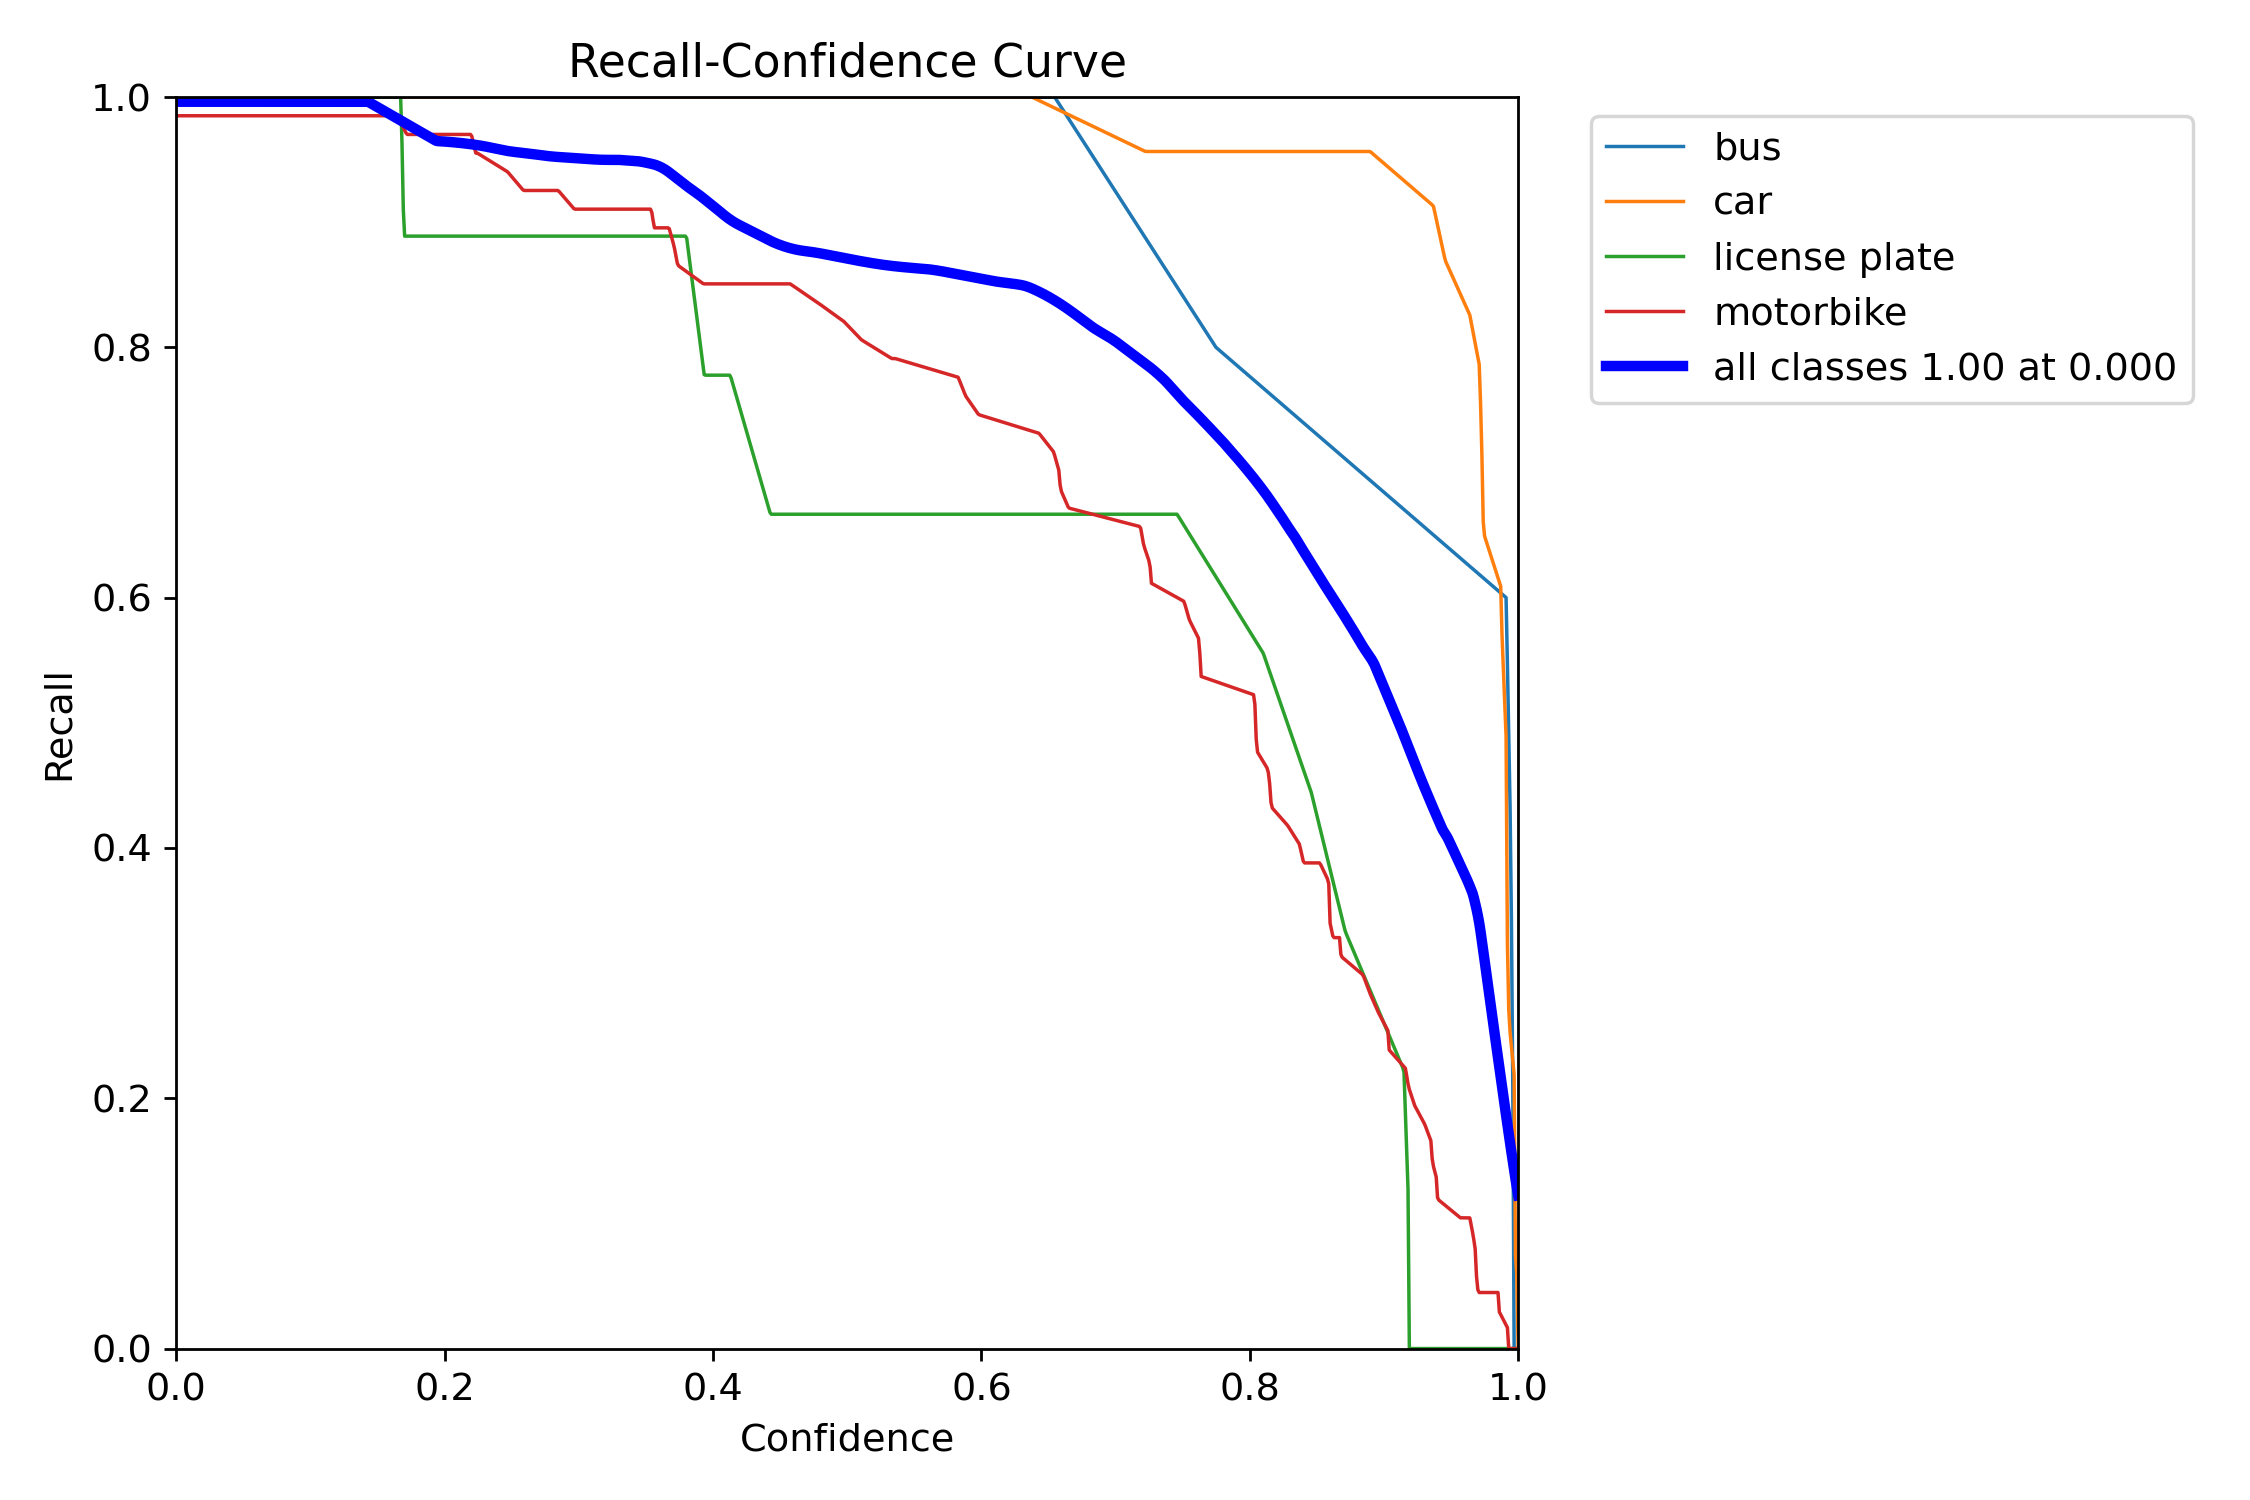 Recall-Confidence Curve
1.0
0.8
0.6
0.4
0.2
0.0
Recall
0.0 0.2 0.4 0.6 0.8 1.0
Confidence
bus
car
license plate
motorbike
all classes 1.00 at 0.000